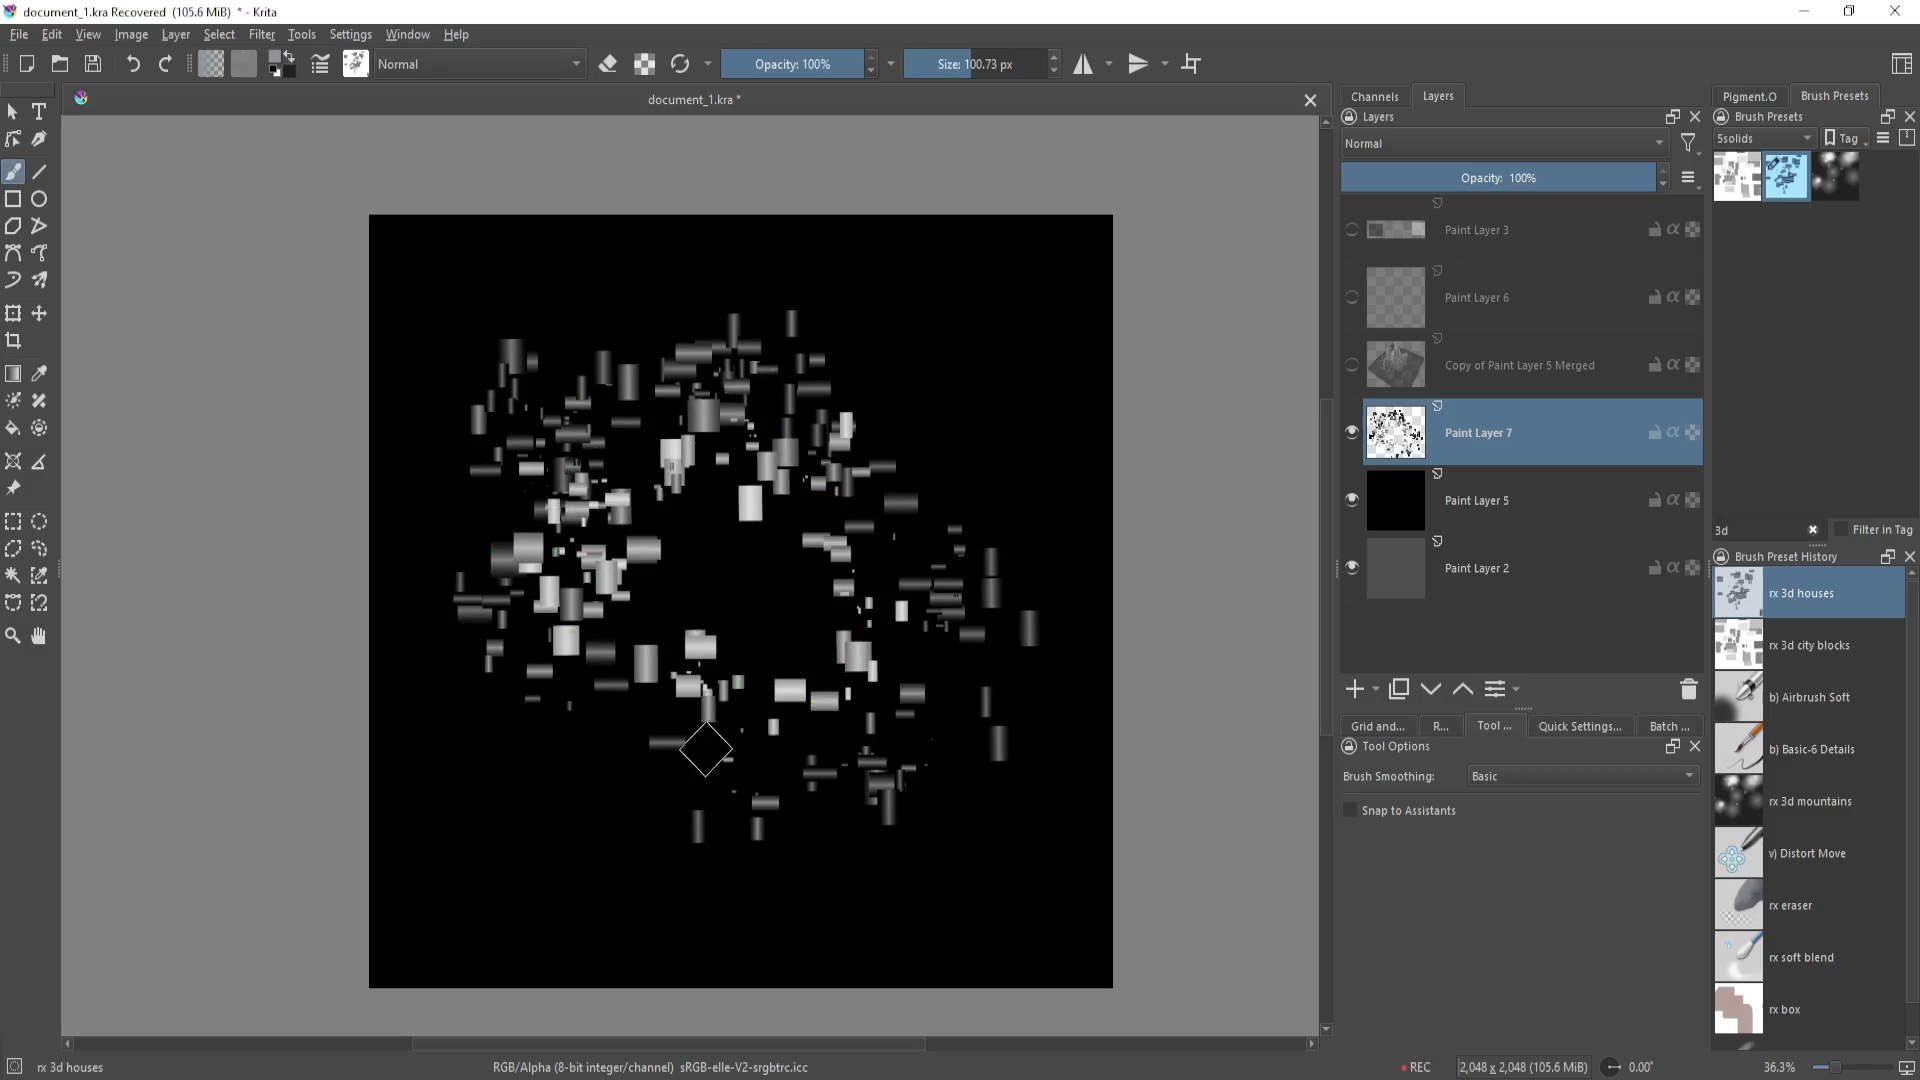 document_1.kra Recovered (105.6 MiB) * - Krita
File Edit View Image Layer Select Filter Tools Settings Window Help
Normal
Opacity: 100%
Size: 100.73 px
document_1.kra *
Channels Layers
Layers
Normal
Opacity: 100%
Paint Layer 3
Paint Layer 6
Copy of Paint Layer 5 Merged
Paint Layer 7
Paint Layer 5
Paint Layer 2
Grid and... R... Tool ... Quick Settings... Batch ...
Tool Options
Brush Smoothing: Basic
Snap to Assistants
Pigment.O Brush Presets
Brush Presets
5solids Tag
3d Filter in Tag
Brush Preset History
rx 3d houses
rx 3d city blocks
b) Airbrush Soft
b) Basic-6 Details
rx 3d mountains
v) Distort Move
rx eraser
rx soft blend
rx box
rx 3d houses
RGB/Alpha (8-bit integer/channel) sRGB-elle-V2-srgbtrc.icc
REC
2,048 x 2,048 (105.6 MiB)
0.00°
36.3%